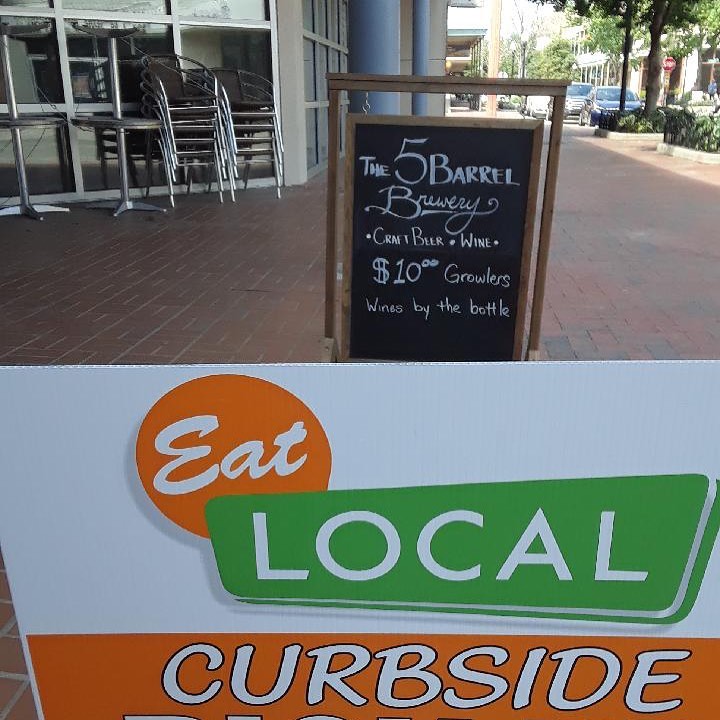 The 5 Barrel
Brewery
• Craft Beer • Wine •
$10⁰⁰ Growlers
Wines by the bottle
Eat
LOCAL
CURBSIDE